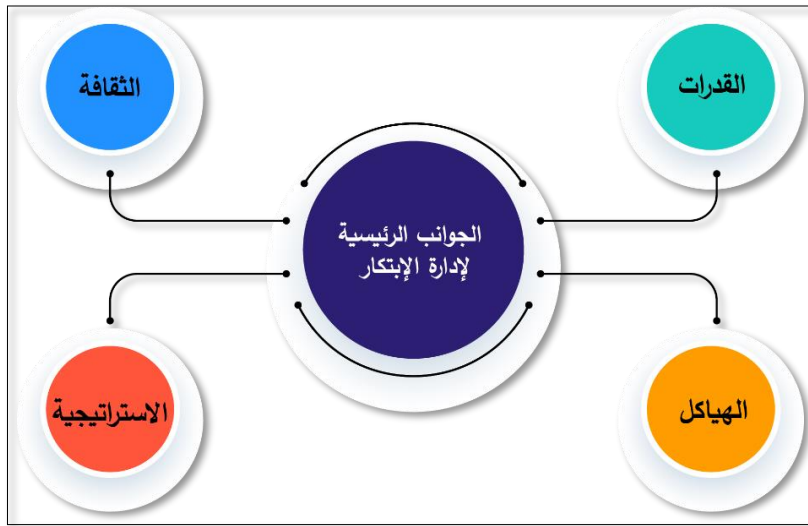 القدرات
الثقافة
الجوانب الرئيسية
لإدارة الإبتكار
الهياكل
الاستراتيجية